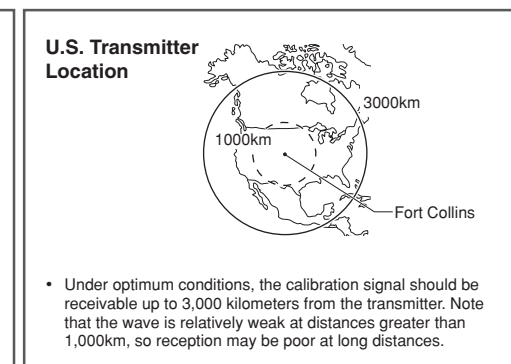 U.S. Transmitter
Location
3000km
1000km
Fort Collins
• Under optimum conditions, the calibration signal should be
receivable up to 3,000 kilometers from the transmitter. Note
that the wave is relatively weak at distances greater than
1,000km, so reception may be poor at long distances.